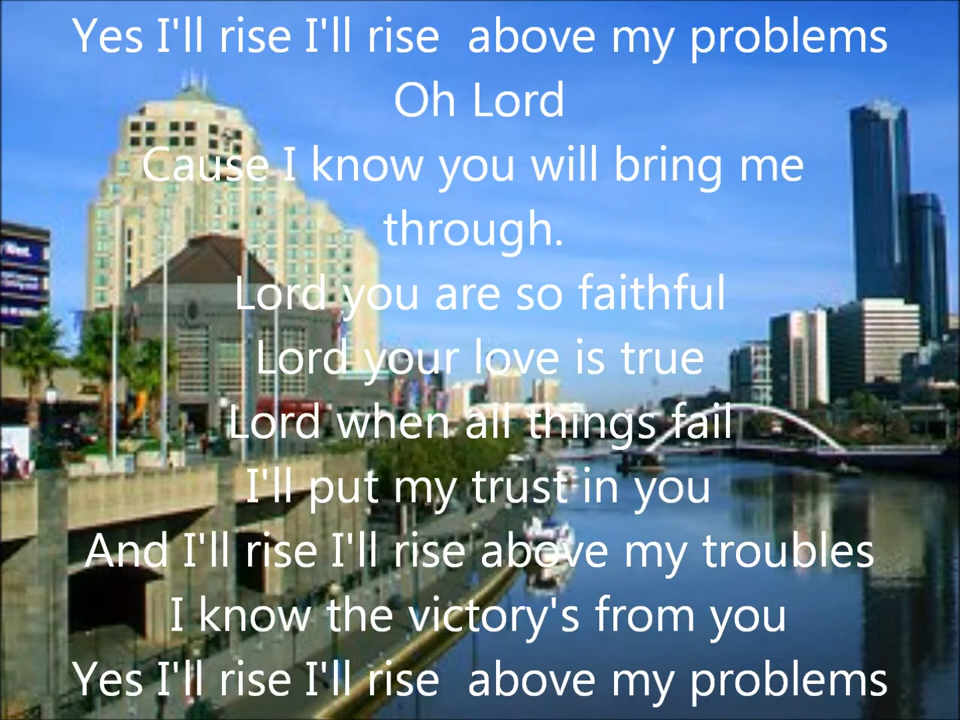 Yes I'll rise I'll rise  above my problems
Oh Lord
Cause I know you will bring me
through.
Lord you are so faithful
Lord your love is true
Lord when all things fail
I'll put my trust in you
And I'll rise I'll rise above my troubles
I know the victory's from you
Yes I'll rise I'll rise  above my problems